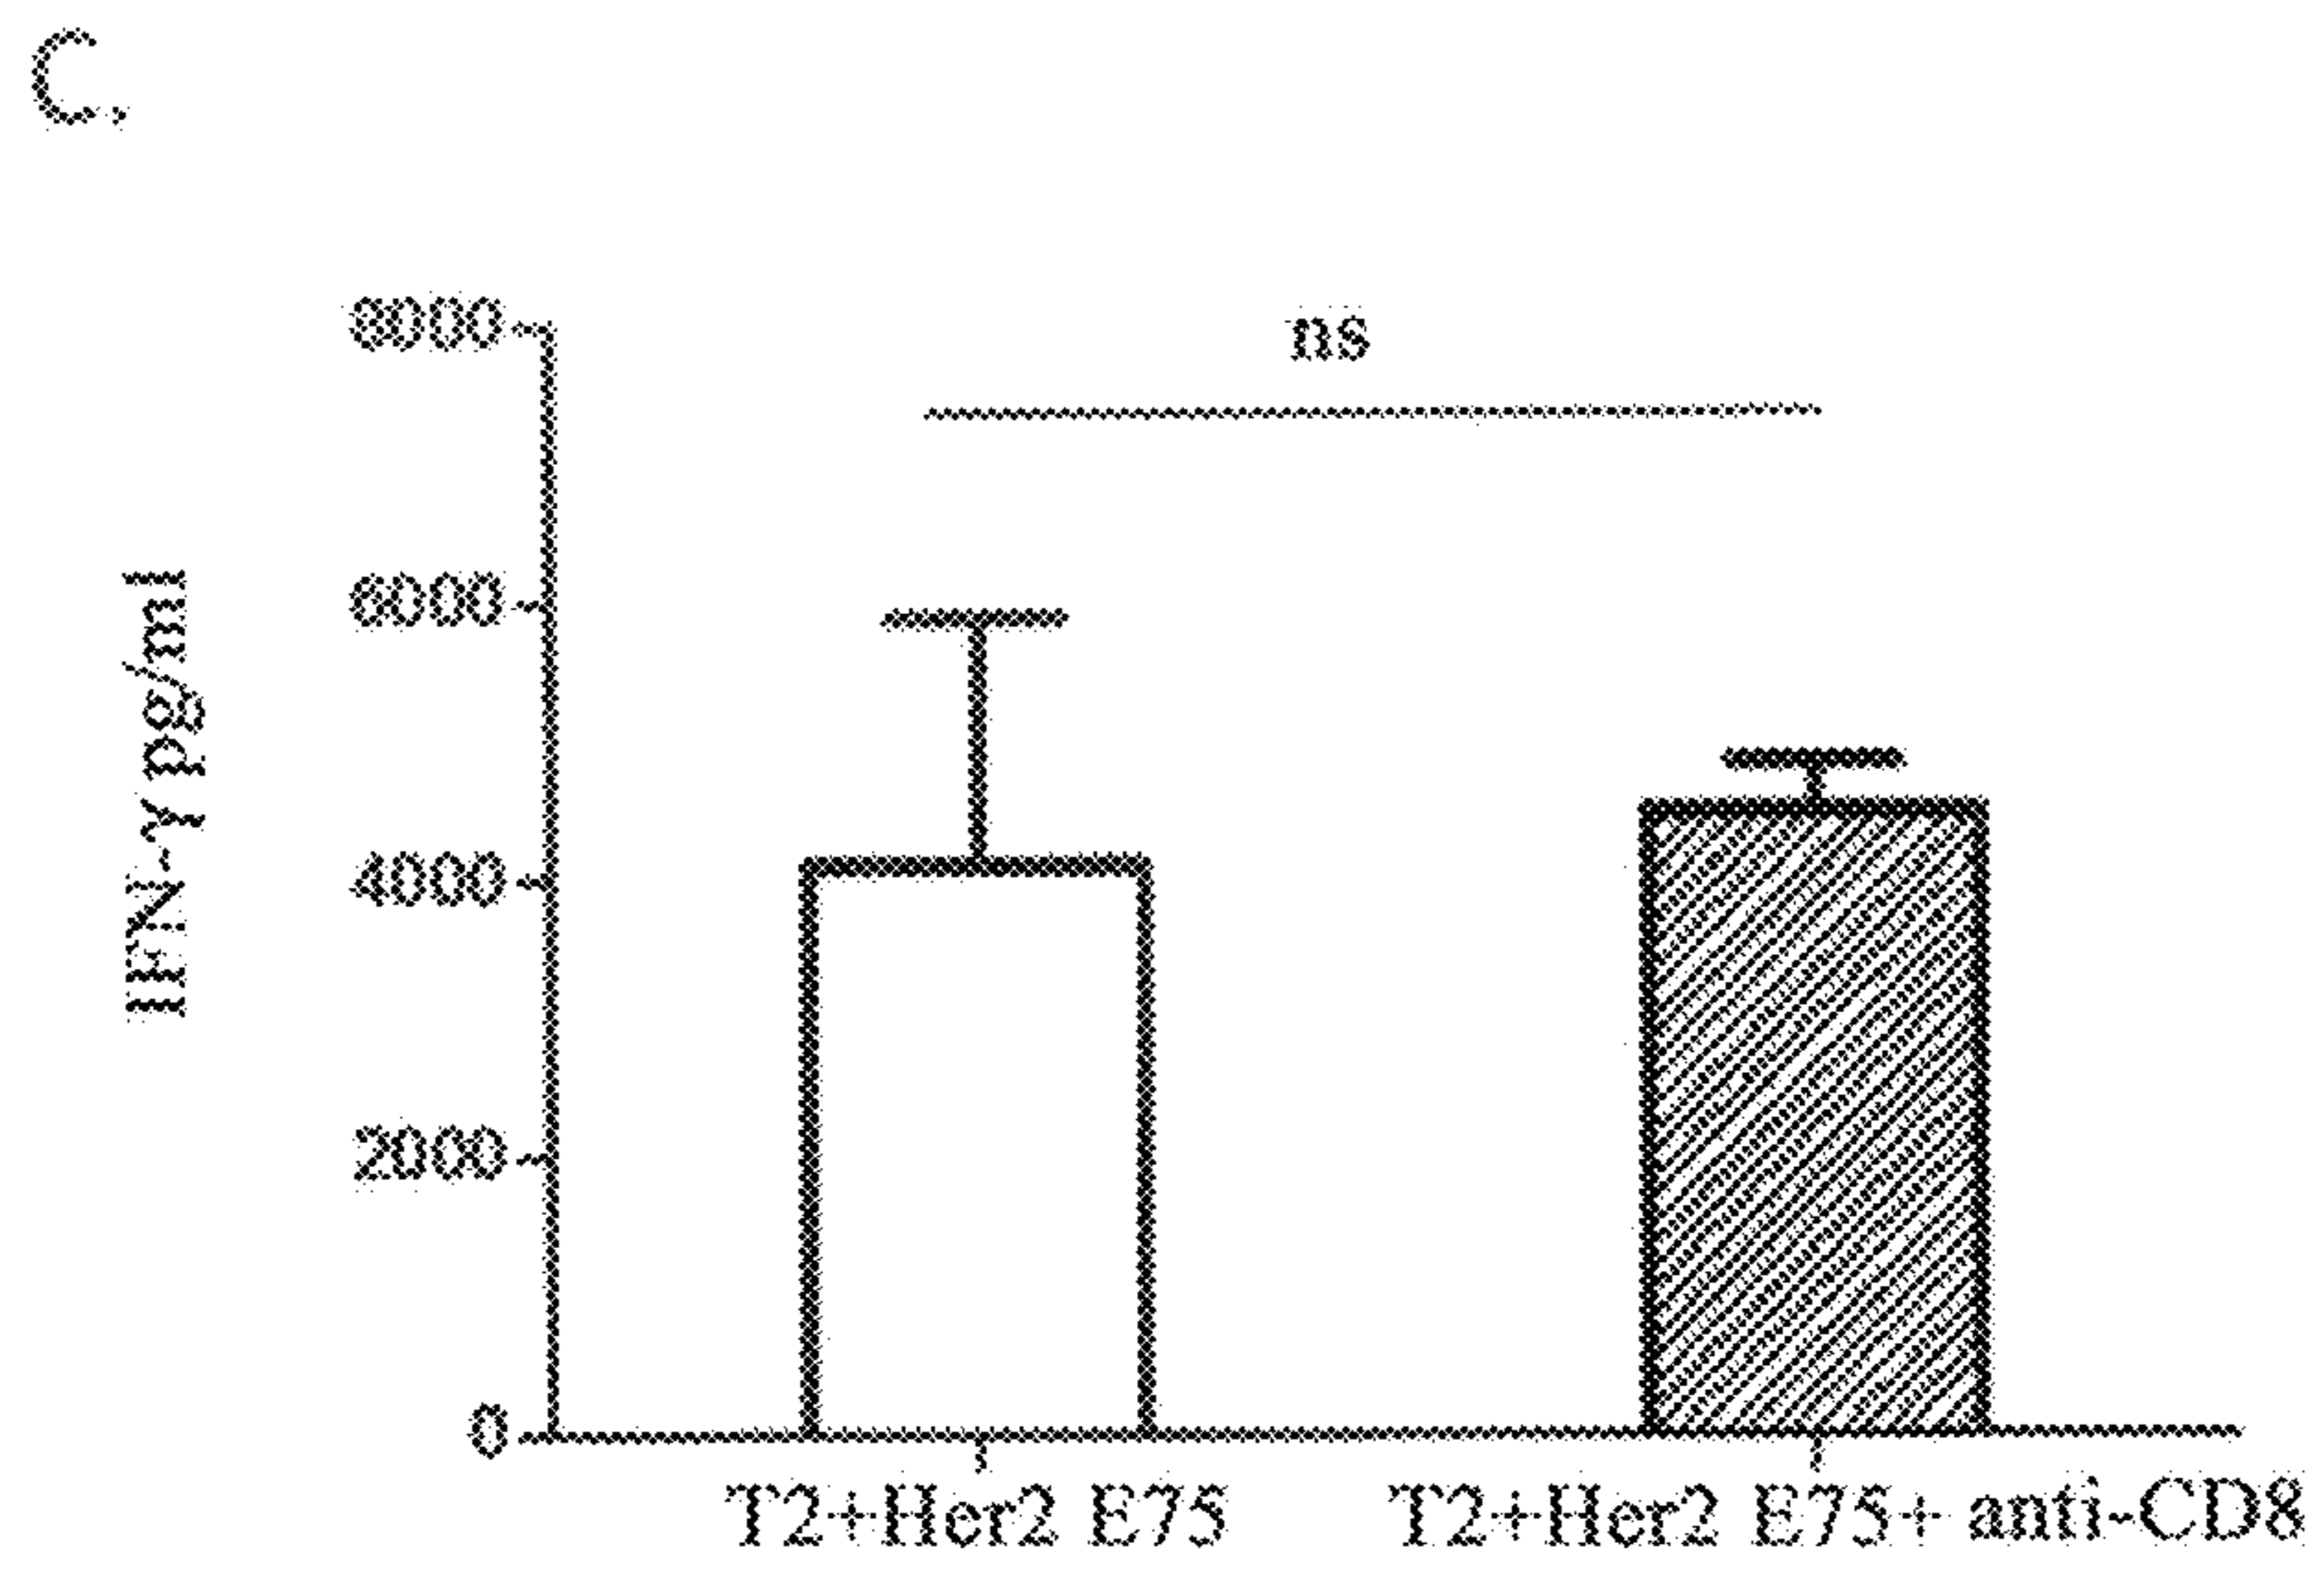 C.
8000
ns
6000
IFN-γ pg/ml
4000
2000
0
T2+Her2 E75
T2+Her2 E75+ anti-CD8